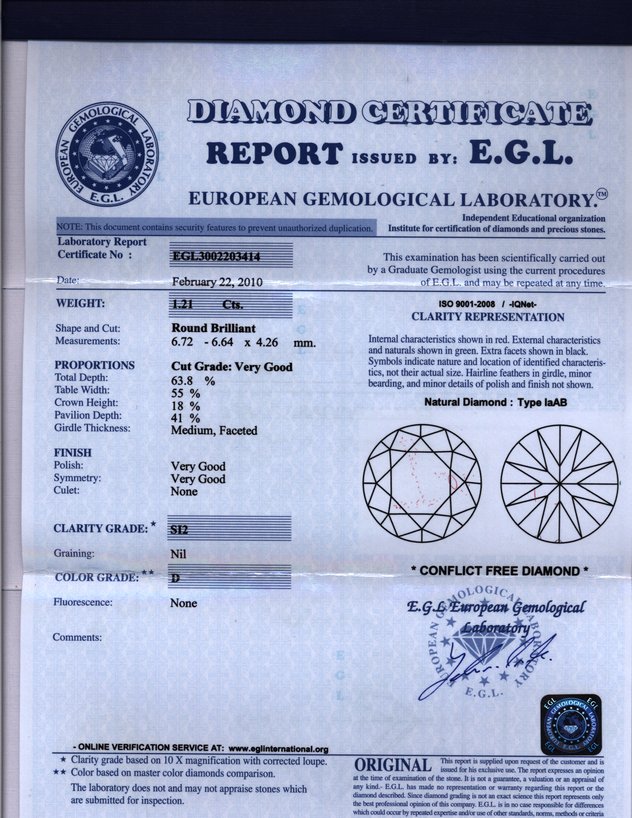 DIAMOND CERTIFICATE
REPORT ISSUED BY: E.G.L.
EUROPEAN GEMOLOGICAL LABORATORY.™
EUROPEAN GEMOLOGICAL LABORATORY
E.G.L.
Independent Educational organization
NOTE: This document contains security features to prevent unauthorized duplication.
Institute for certification of diamonds and precious stones.
Laboratory Report
Certificate No : EGL3002203414
Date: February 22, 2010
This examination has been scientifically carried out
by a Graduate Gemologist using the current procedures
of E.G.L. and may be repeated at any time.
WEIGHT: 1.21 Cts.
Shape and Cut: Round Brilliant
Measurements: 6.72 - 6.64 x 4.26 mm.
PROPORTIONS Cut Grade: Very Good
Total Depth: 63.8 %
Table Width: 55 %
Crown Height: 18 %
Pavilion Depth: 41 %
Girdle Thickness: Medium, Faceted
FINISH
Polish: Very Good
Symmetry: Very Good
Culet: None
CLARITY GRADE: * SI2
Graining: Nil
COLOR GRADE: ** D
Fluorescence: None
Comments:
ISO 9001-2008 / -IQNet-
CLARITY REPRESENTATION
Internal characteristics shown in red. External characteristics
and naturals shown in green. Extra facets shown in black.
Symbols indicate nature and location of identified characteris-
tics, not their actual size. Hairline feathers in girdle, minor
bearding, and minor details of polish and finish not shown.
Natural Diamond : Type IaAB
* CONFLICT FREE DIAMOND *
E.G.L European Gemological
Laboratory
EUROPEAN GEMOLOGICAL LABORATORY
E.G.L.
EGL EGL
EUROPEAN GEMOLOGICAL LABORATORY
E.G.L.
EGL EGL
- ONLINE VERIFICATION SERVICE AT: www.eglinternational.org
★ Clarity grade based on 10 X magnification with corrected loupe.
★★ Color based on master color diamonds comparison.
The laboratory does not and may not appraise stones which
are submitted for inspection.
ORIGINAL This report is supplied upon request of the customer and is
issued for his exclusive use. The report expresses an opinion
at the time of examination of the stone. It is not a guarantee, a valuation or an appraisal of
any kind.- E.G.L. has made no representation or warranty regarding this report or the
diamond described. Since diamond grading is not an exact science this report represents only
the best professional opinion of this company. E.G.L. is in no case responsible for differences
which could occur by repeated expertise and/or use of other standards, norms, methods or criteria